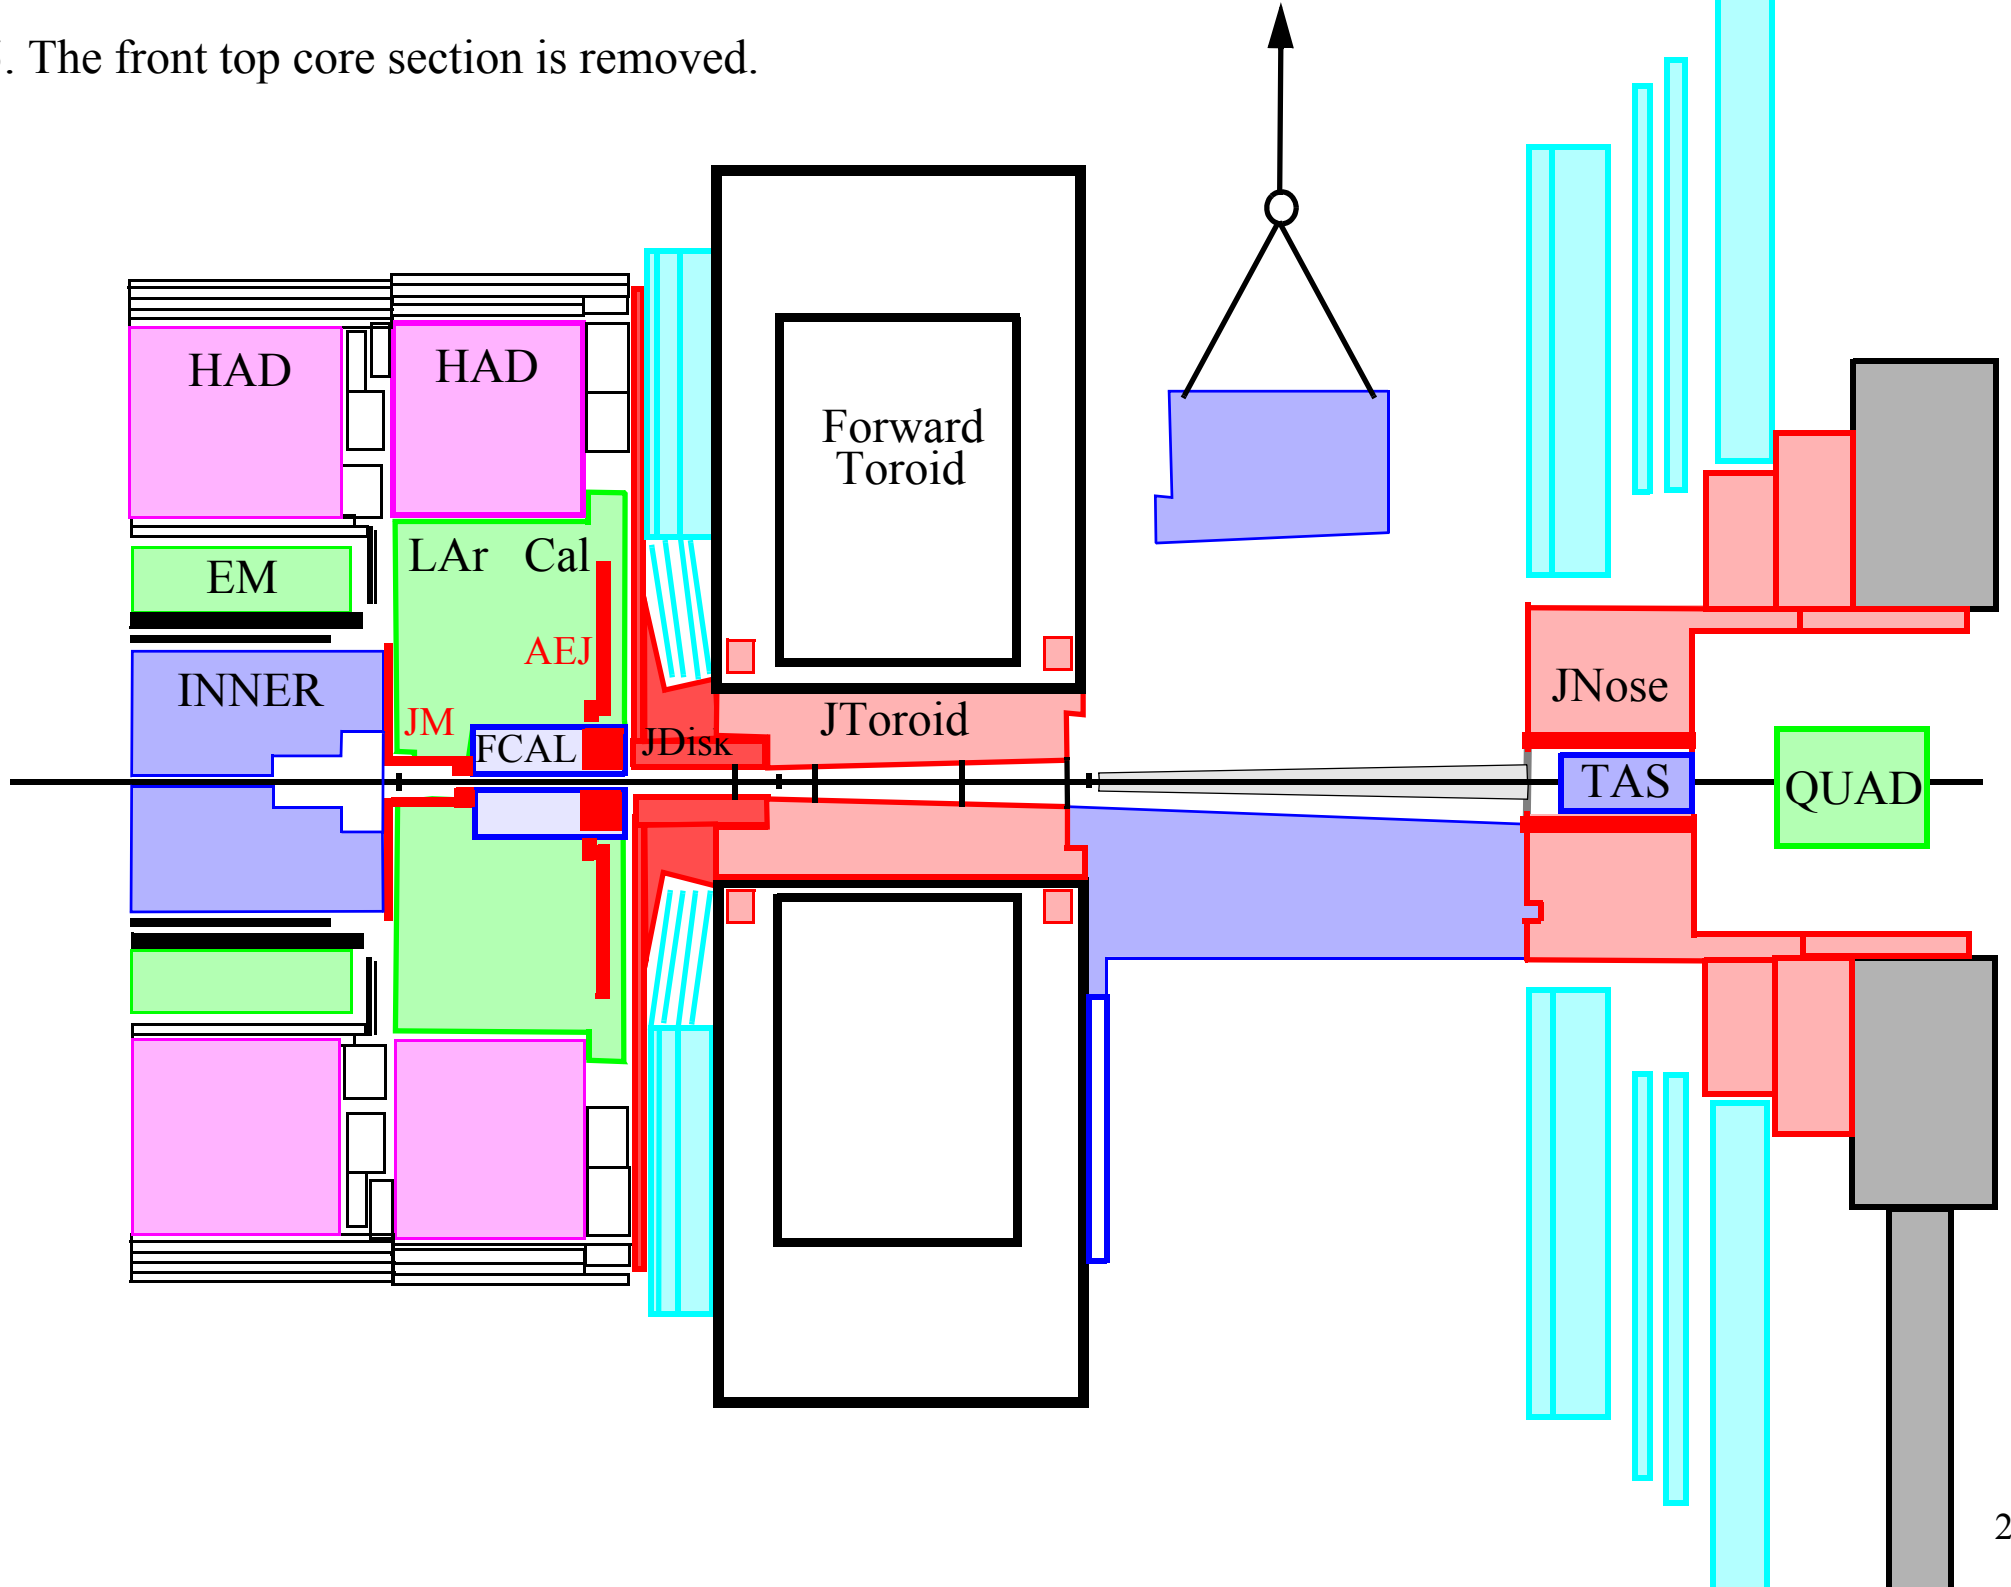 . The front top core section is removed.
HAD
HAD
Forward
Toroid
LAr Cal
EM
AEJ
INNER
JM
FCAL
JDisk
JToroid
JNose
TAS
QUAD
2